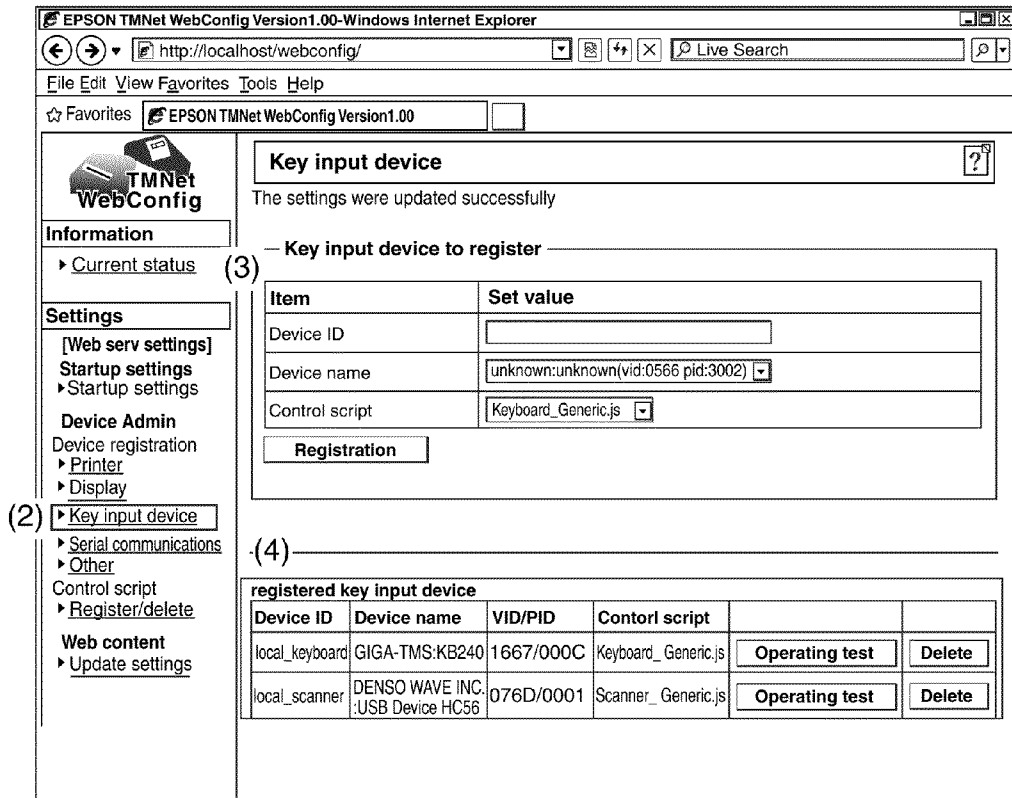 EPSON TMNet WebConfig Version1.00-Windows Internet Explorer
http://localhost/webconfig/
Live Search
File Edit View Favorites Tools Help
Favorites EPSON TMNet WebConfig Version1.00
TMNet
WebConfig
Information
Current status
Settings
[Web serv settings]
Startup settings
Startup settings
Device Admin
Device registration
Printer
Display
(2) Key input device
Serial communications
Other
Control script
Register/delete
Web content
Update settings
Key input device ?
The settings were updated successfully
Key input device to register
(3)
Item Set value
Device ID
Device name unknown:unknown(vid:0566 pid:3002)
Control script Keyboard_Generic.js
Registration
(4)
registered key input device
Device ID Device name VID/PID Contorl script
local_keyboard GIGA-TMS:KB240 1667/000C Keyboard_ Generic.js Operating test Delete
local_scanner DENSO WAVE INC. :USB Device HC56 076D/0001 Scanner_ Generic.js Operating test Delete